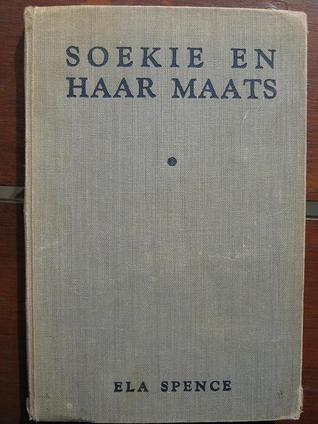 SOEKIE EN
HAAR MAATS
ELA SPENCE